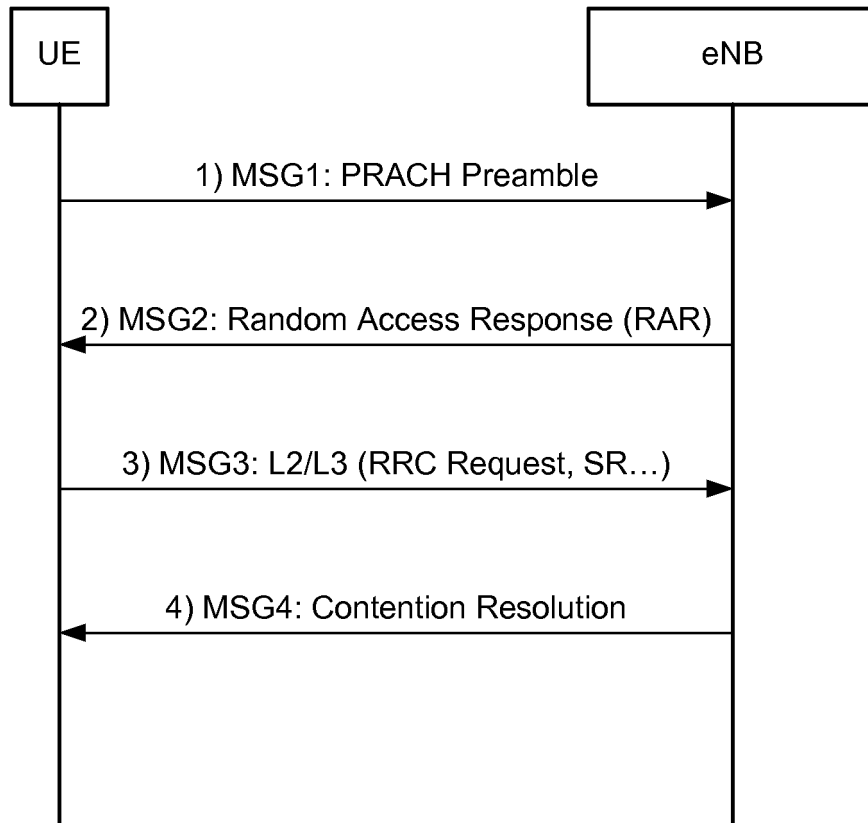 UE
eNB
1) MSG1: PRACH Preamble
2) MSG2: Random Access Response (RAR)
3) MSG3: L2/L3 (RRC Request, SR…)
4) MSG4: Contention Resolution